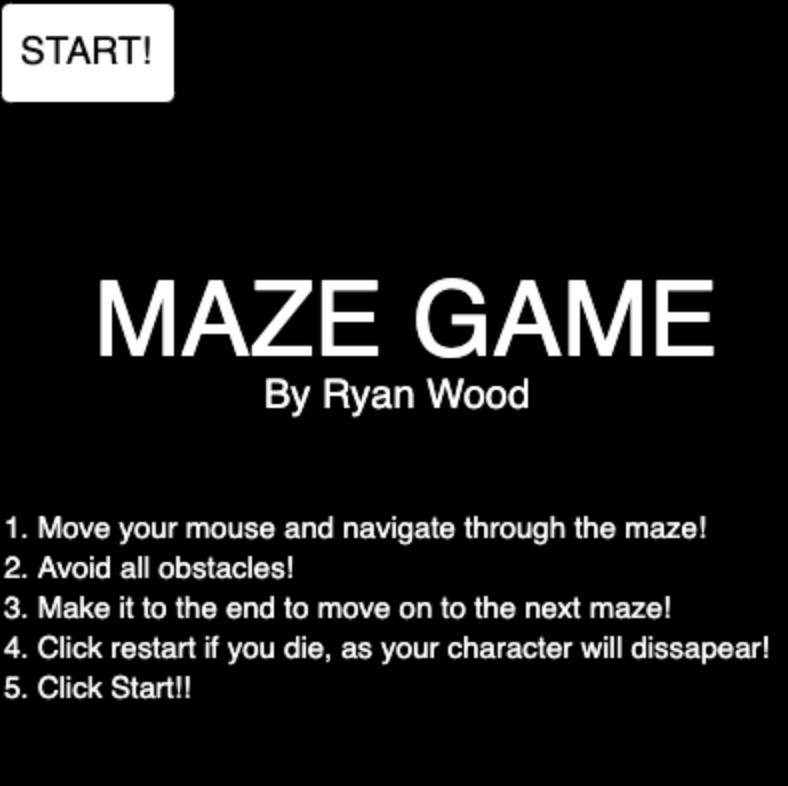 START!
MAZE GAME
By Ryan Wood
1. Move your mouse and navigate through the maze!
2. Avoid all obstacles!
3. Make it to the end to move on to the next maze!
4. Click restart if you die, as your character will dissapear!
5. Click Start!!